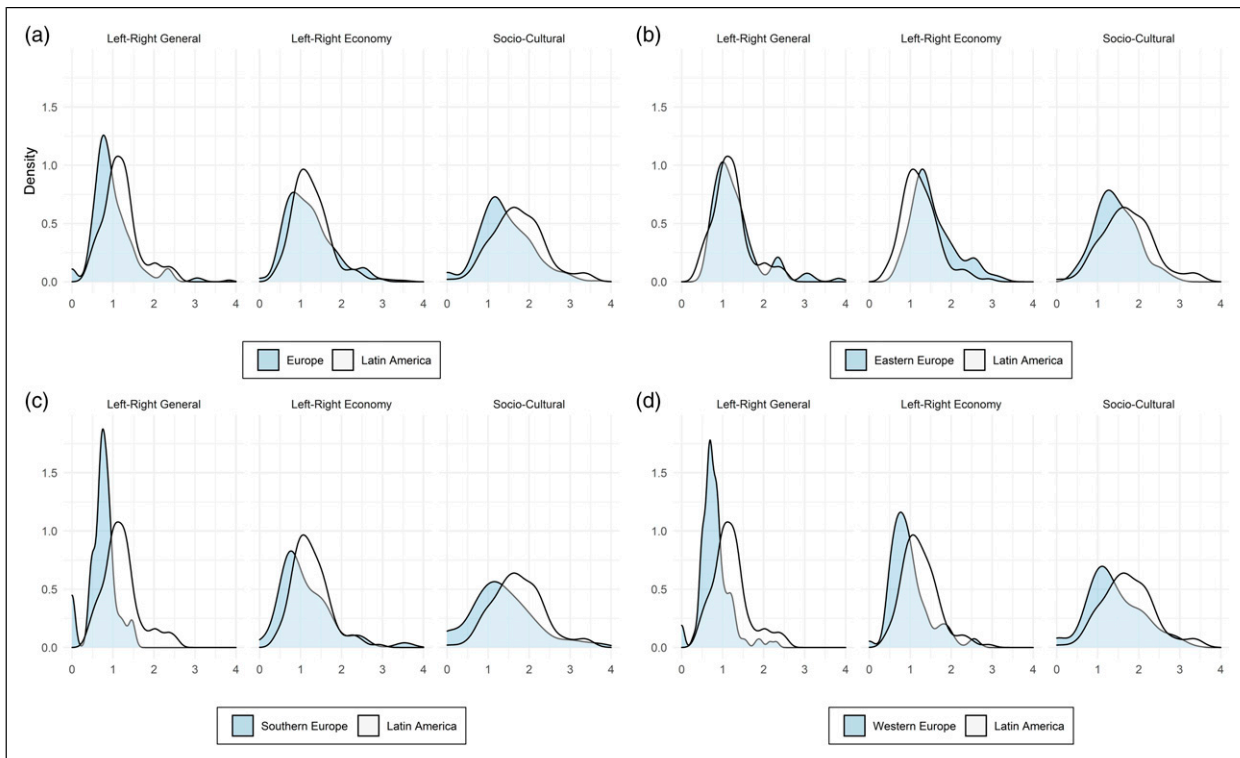 (a)
Left-Right General
Left-Right Economy
Socio-Cultural
Density
1.5
1.0
0.5
0.0
0 1 2 3 4
0 1 2 3 4
0 1 2 3 4
Europe
Latin America
(b)
Left-Right General
Left-Right Economy
Socio-Cultural
1.5
1.0
0.5
0.0
0 1 2 3 4
0 1 2 3 4
0 1 2 3 4
Eastern Europe
Latin America
(c)
Left-Right General
Left-Right Economy
Socio-Cultural
1.5
1.0
0.5
0.0
0 1 2 3 4
0 1 2 3 4
0 1 2 3 4
Southern Europe
Latin America
(d)
Left-Right General
Left-Right Economy
Socio-Cultural
1.5
1.0
0.5
0.0
0 1 2 3 4
0 1 2 3 4
0 1 2 3 4
Western Europe
Latin America